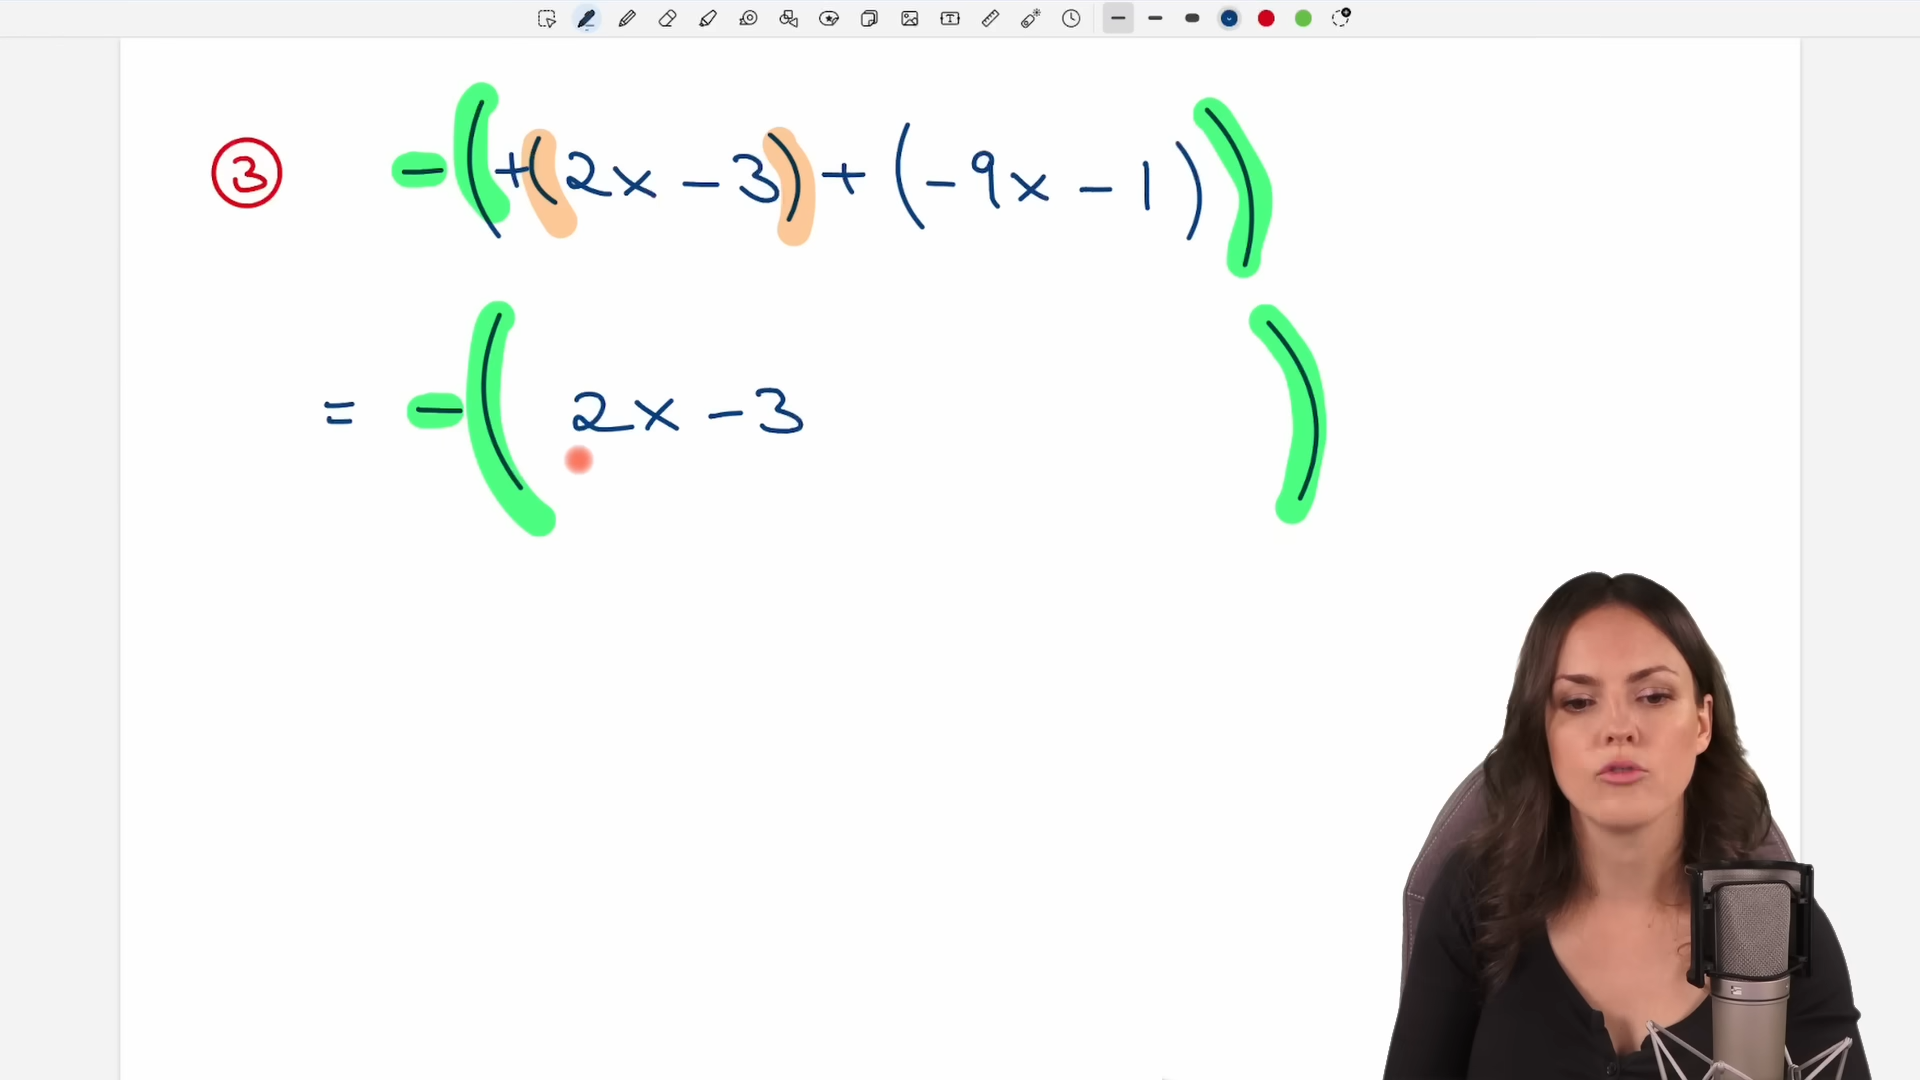 ③ -(+(2x - 3) + (-9x - 1))
= -( 2x - 3 )